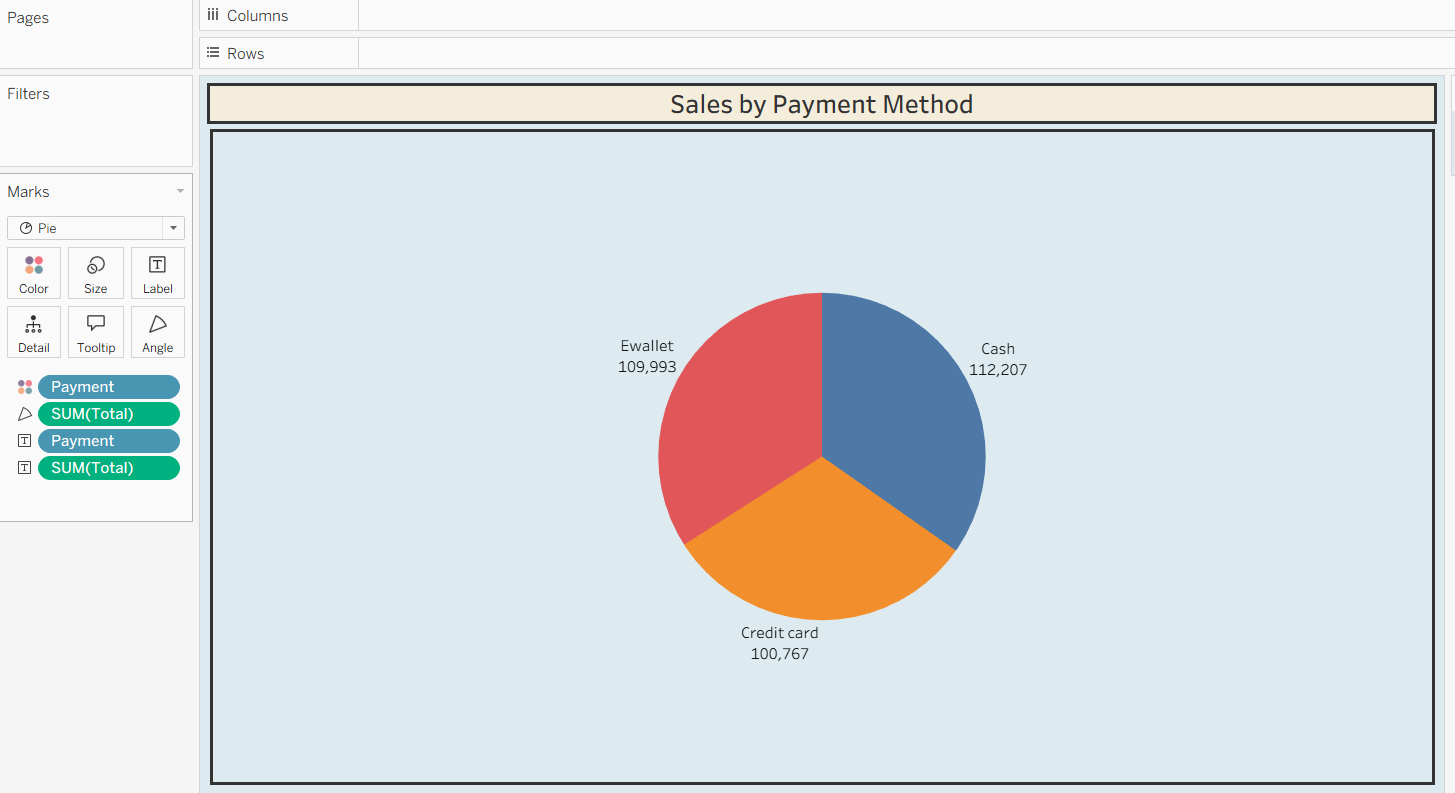 Pages
Columns
Rows
Filters
Sales by Payment Method
Marks
Pie
Color
Size
Label
Detail
Tooltip
Angle
Payment
SUM(Total)
Payment
SUM(Total)
Ewallet
109,993
Cash
112,207
Credit card
100,767